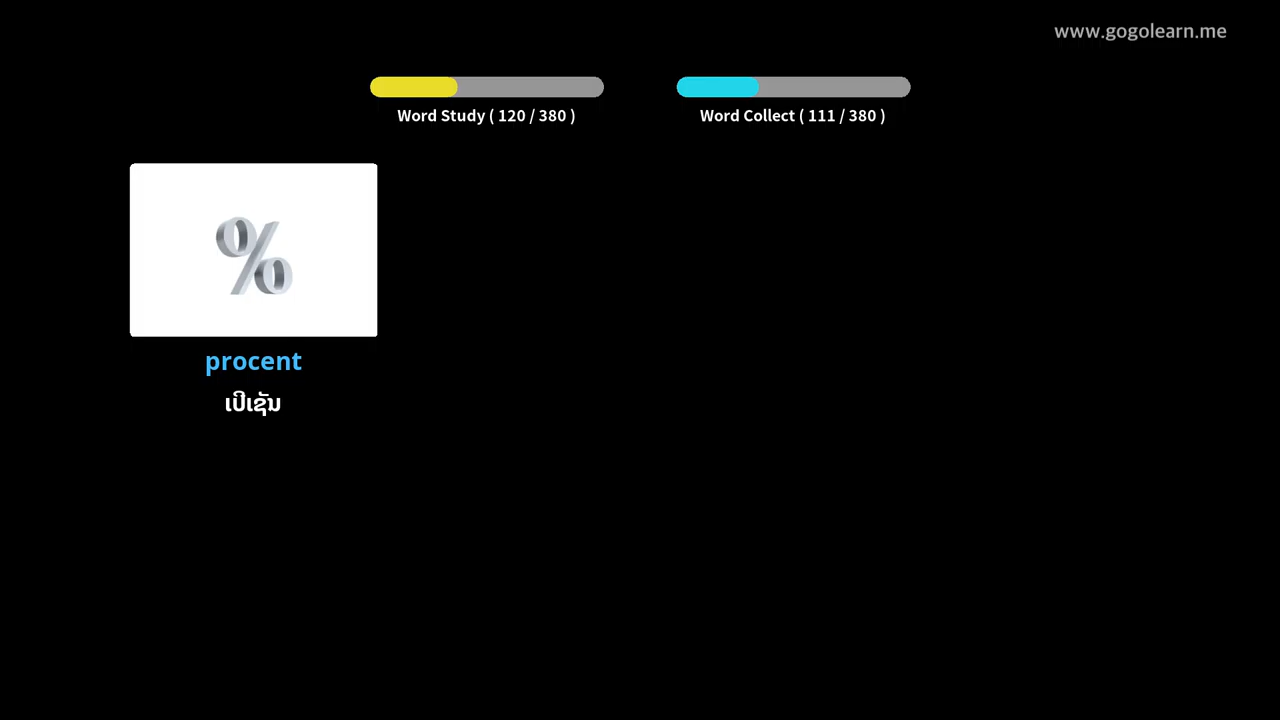 www.gogolearn.me
Word Study ( 120 / 380 )
Word Collect ( 111 / 380 )
%
procent
ເປີເຊັນ